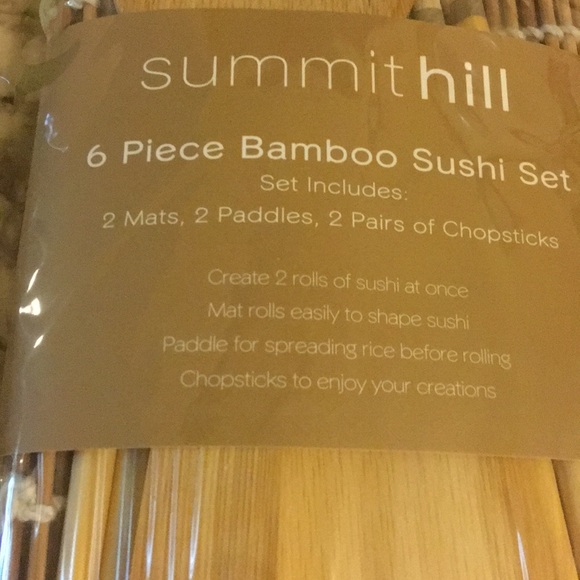 summit hill
6 Piece Bamboo Sushi Set
Set Includes:
2 Mats, 2 Paddles, 2 Pairs of Chopsticks
Create 2 rolls of sushi at once
Mat rolls easily to shape sushi
Paddle for spreading rice before rolling
Chopsticks to enjoy your creations